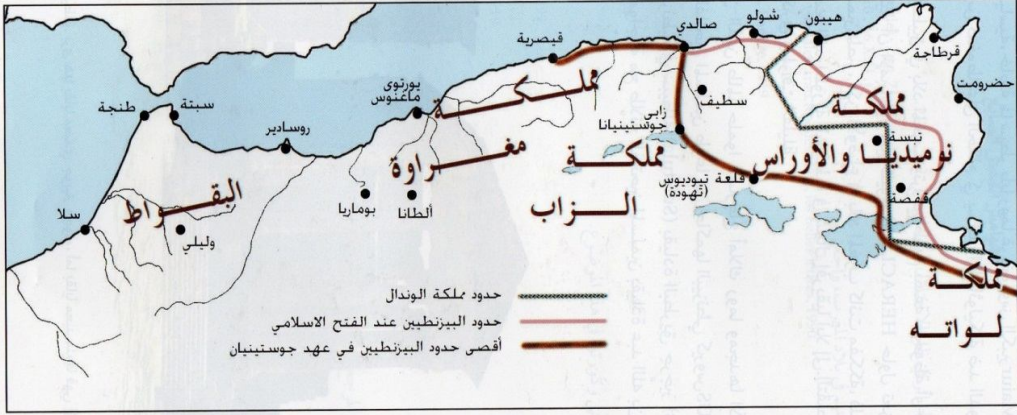 هيبون
شولو
صالدي
قيصرية
قرطاجة
حضرموت
سطيف
زابي
جوستينيانا
تبسة
قفصة
قلعة تيوديوس
(تهودة)
پورتوى
ماغنوس
روسادير
سبتة
طنجة
سلا
وليلي
بوماريا
ألطانا
مملكة
نوميديا والأوراس
مملكة
الزاب
مملكة
مغراوة
البقواط
مملكة
لواته
حدود مملكة الوندال
حدود البيزنطيين عند الفتح الاسلامي
أقصى حدود البيزنطيين في عهد جوستينيان